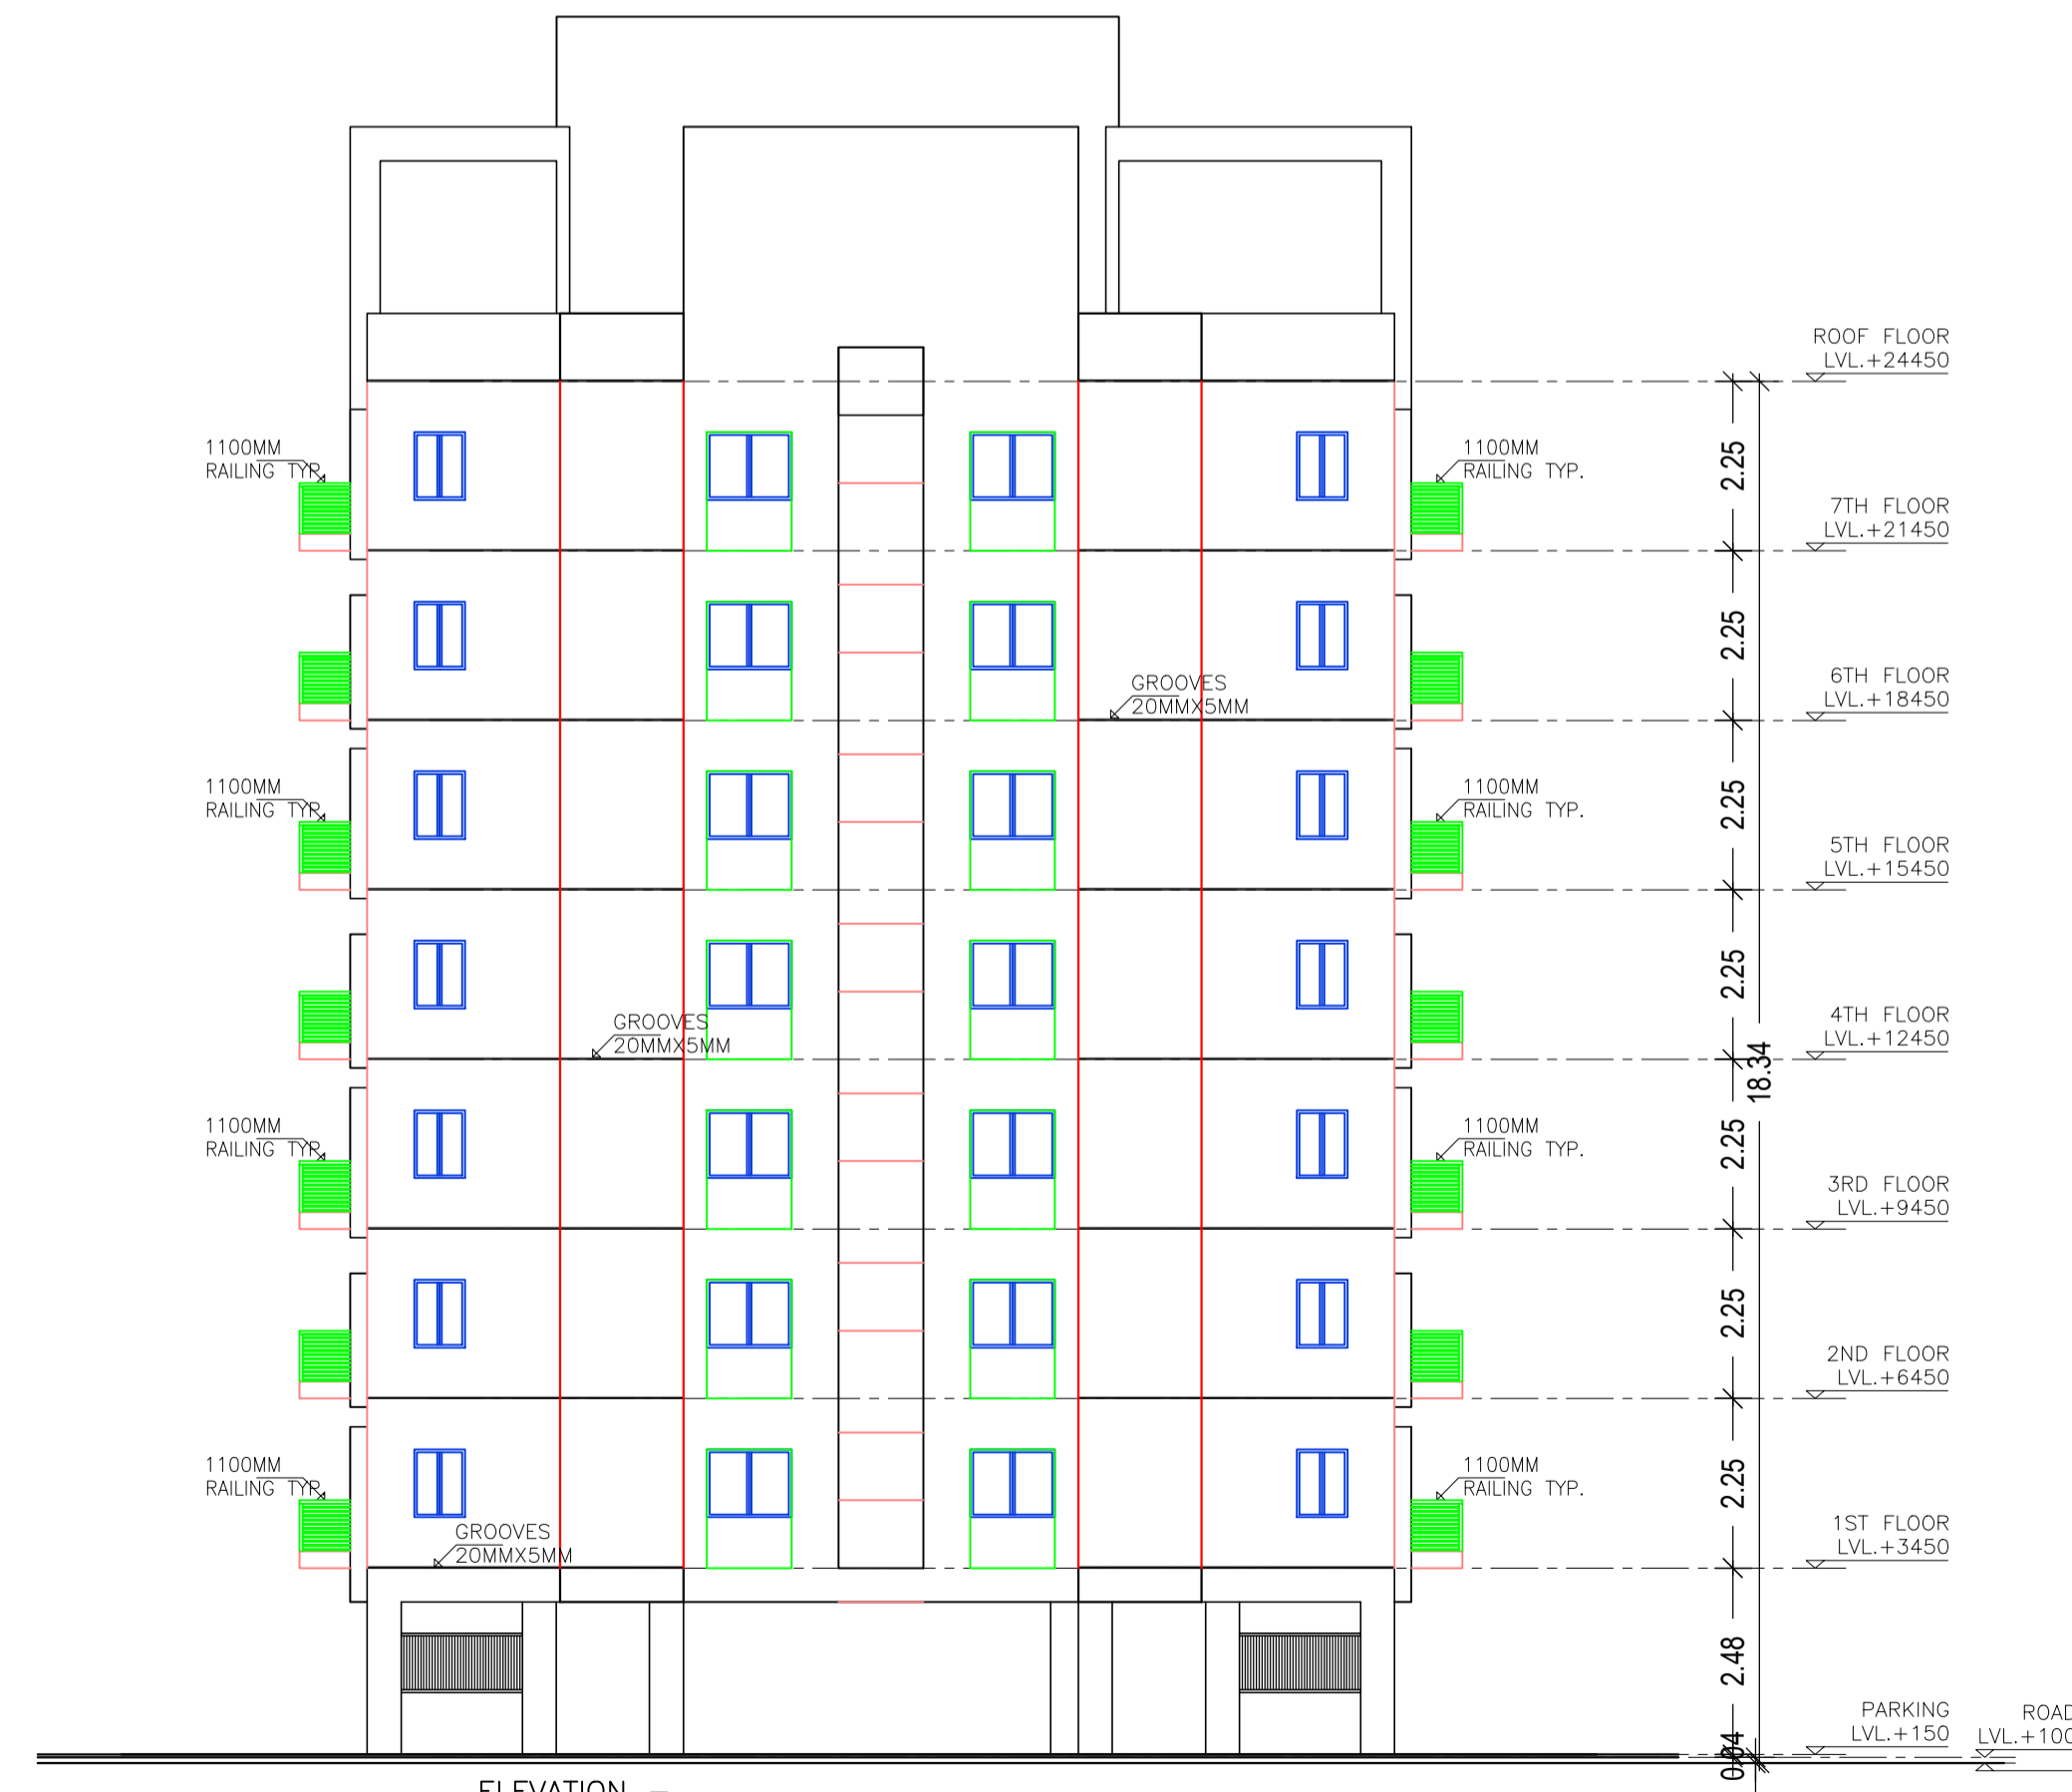 ROOF FLOOR
LVL.+24450
1100MM
RAILING TYP.
1100MM
RAILING TYP.
2.25
7TH FLOOR
LVL.+21450
2.25
GROOVES
20MMX5MM
6TH FLOOR
LVL.+18450
1100MM
RAILING TYP.
1100MM
RAILING TYP.
2.25
5TH FLOOR
LVL.+15450
2.25
GROOVES
20MMX5MM
4TH FLOOR
LVL.+12450
18.34
1100MM
RAILING TYP.
1100MM
RAILING TYP.
2.25
3RD FLOOR
LVL.+9450
2.25
2ND FLOOR
LVL.+6450
1100MM
RAILING TYP.
1100MM
RAILING TYP.
2.25
GROOVES
20MMX5MM
1ST FLOOR
LVL.+3450
2.48
PARKING
LVL.+150
ROAD
LVL.+100
ELEVATION –